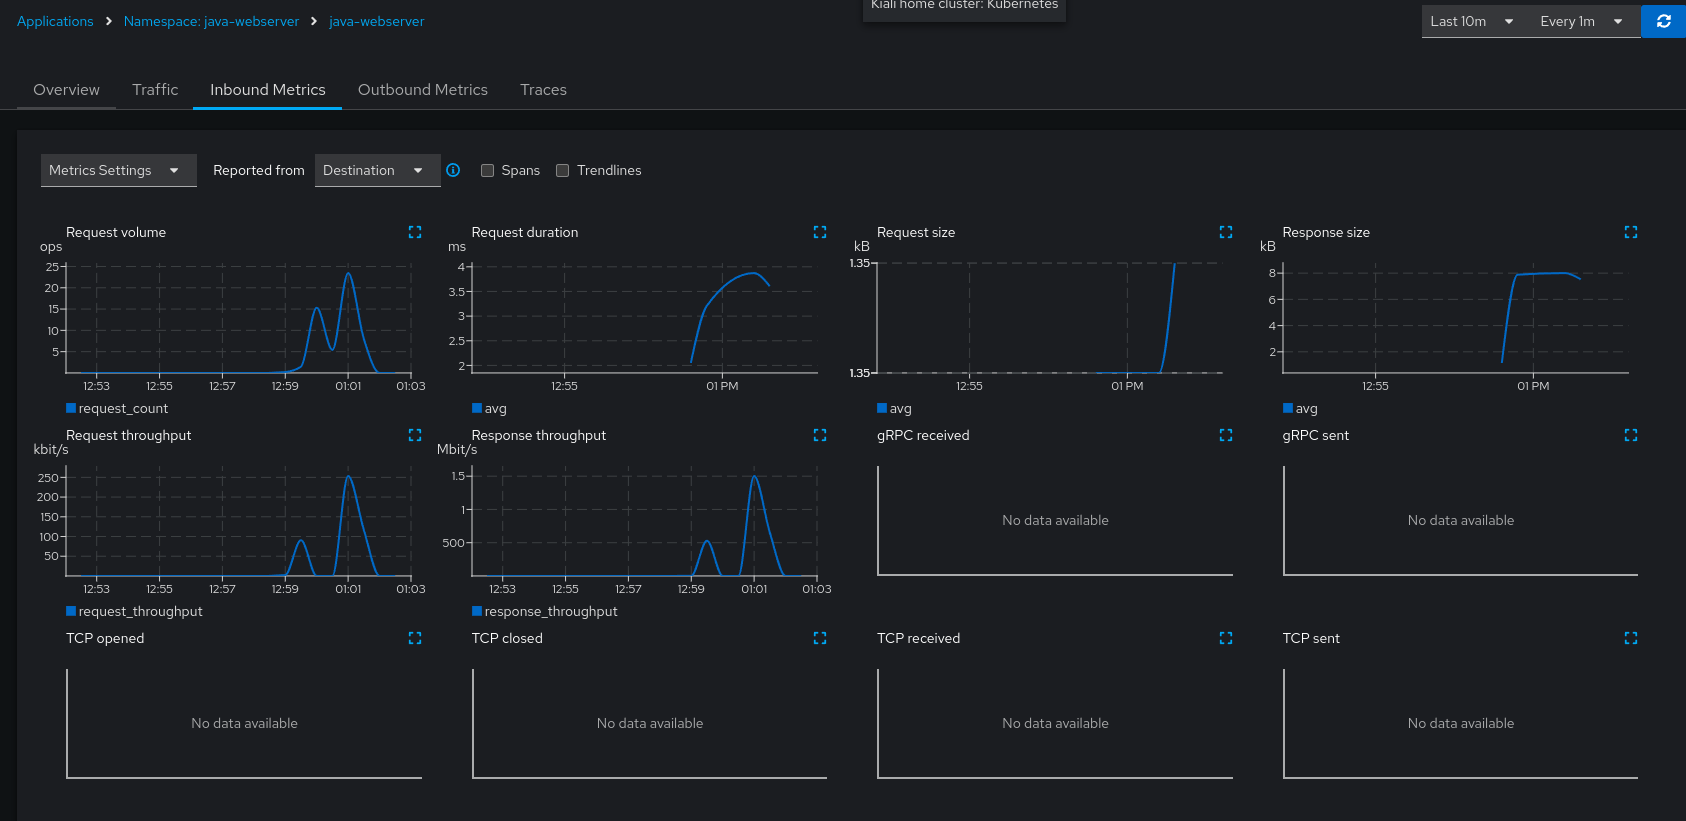 Kiali home cluster: Kubernetes
Applications > Namespace: java-webserver > java-webserver
Last 10m
Every 1m
Overview
Traffic
Inbound Metrics
Outbound Metrics
Traces
Metrics Settings
Reported from
Destination
Spans
Trendlines
Request volume
ops
25
20
15
10
5
12:53
12:55
12:57
12:59
01:01
01:03
request_count
Request duration
ms
4
3.5
3
2.5
2
12:55
01 PM
avg
Request size
kB
1.35
1.35
12:55
01 PM
avg
Response size
kB
8
6
4
2
12:55
01 PM
avg
Request throughput
kbit/s
250
200
150
100
50
12:53
12:55
12:57
12:59
01:01
01:03
request_throughput
Response throughput
Mbit/s
1.5
1
500
12:53
12:55
12:57
12:59
01:01
01:03
response_throughput
gRPC received
No data available
gRPC sent
No data available
TCP opened
No data available
TCP closed
No data available
TCP received
No data available
TCP sent
No data available